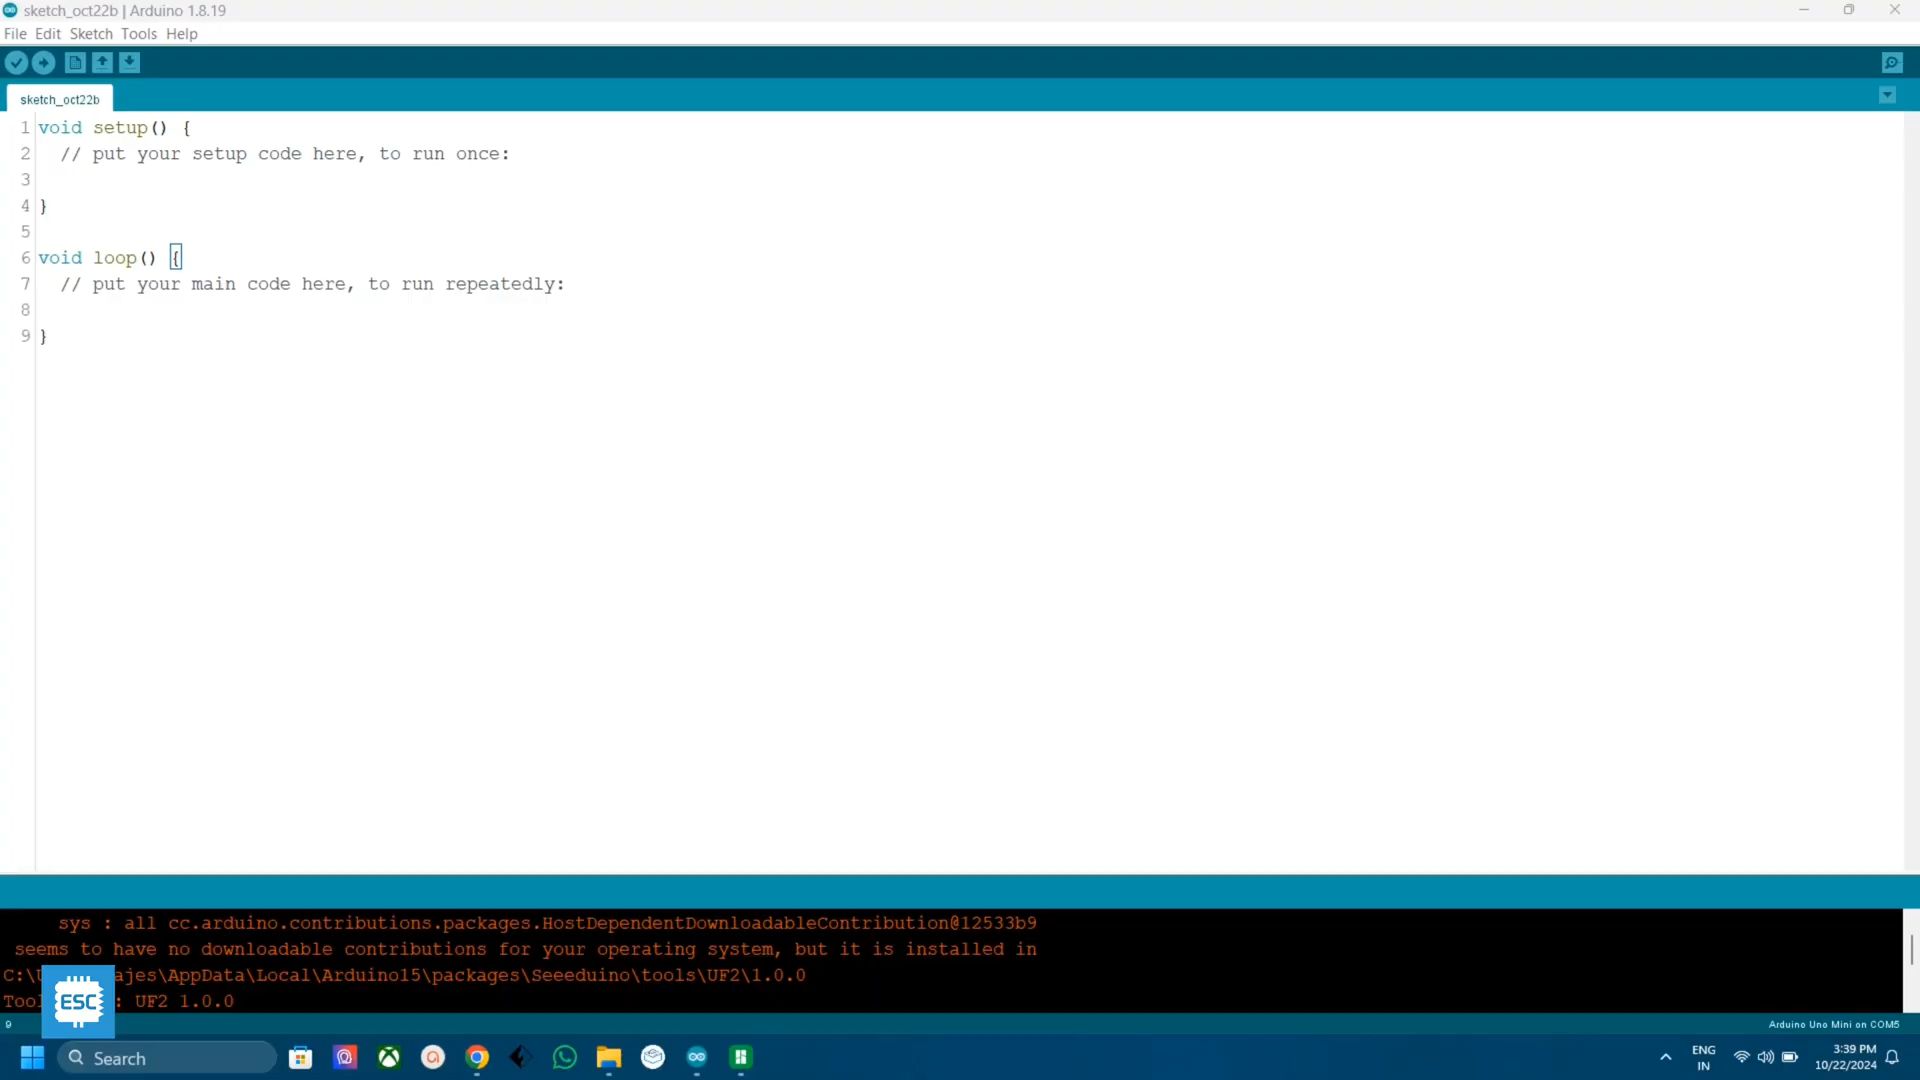 sketch_oct22b | Arduino 1.8.19
File Edit Sketch Tools Help
sketch_oct22b
1 void setup() {
2 // put your setup code here, to run once:
3
4 }
5
6 void loop() {
7 // put your main code here, to run repeatedly:
8
9 }
sys : all cc.arduino.contributions.packages.HostDependentDownloadableContribution@12533b9
seems to have no downloadable contributions for your operating system, but it is installed in
C:\U ajes\AppData\Local\Arduino15\packages\Seeeduino\tools\UF2\1.0.0
Tool : UF2 1.0.0
ESC
9 Arduino Uno Mini on COM5
Search
ENG
IN
3:39 PM
10/22/2024